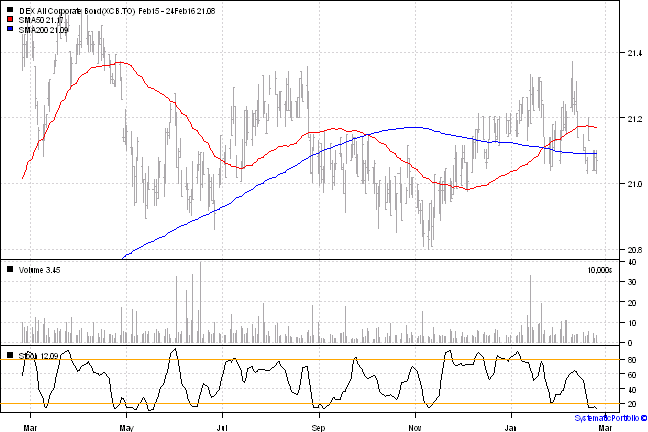 DEX All Corporate Bond(XCB.TO) Feb15 - 24Feb16 21.08
SMA50 21.17
SMA200 21.09
21.4
21.2
21.0
20.8
Volume 3.45
10,000s
40
30
20
10
0
Stoch 12.09
80
60
40
20
Mar May Jul Sep Nov Jan Mar
SystematicPortfolio ©